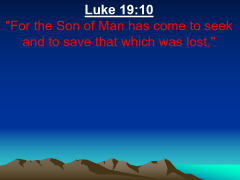 Luke 19:10
"For the Son of Man has come to seek
and to save that which was lost."